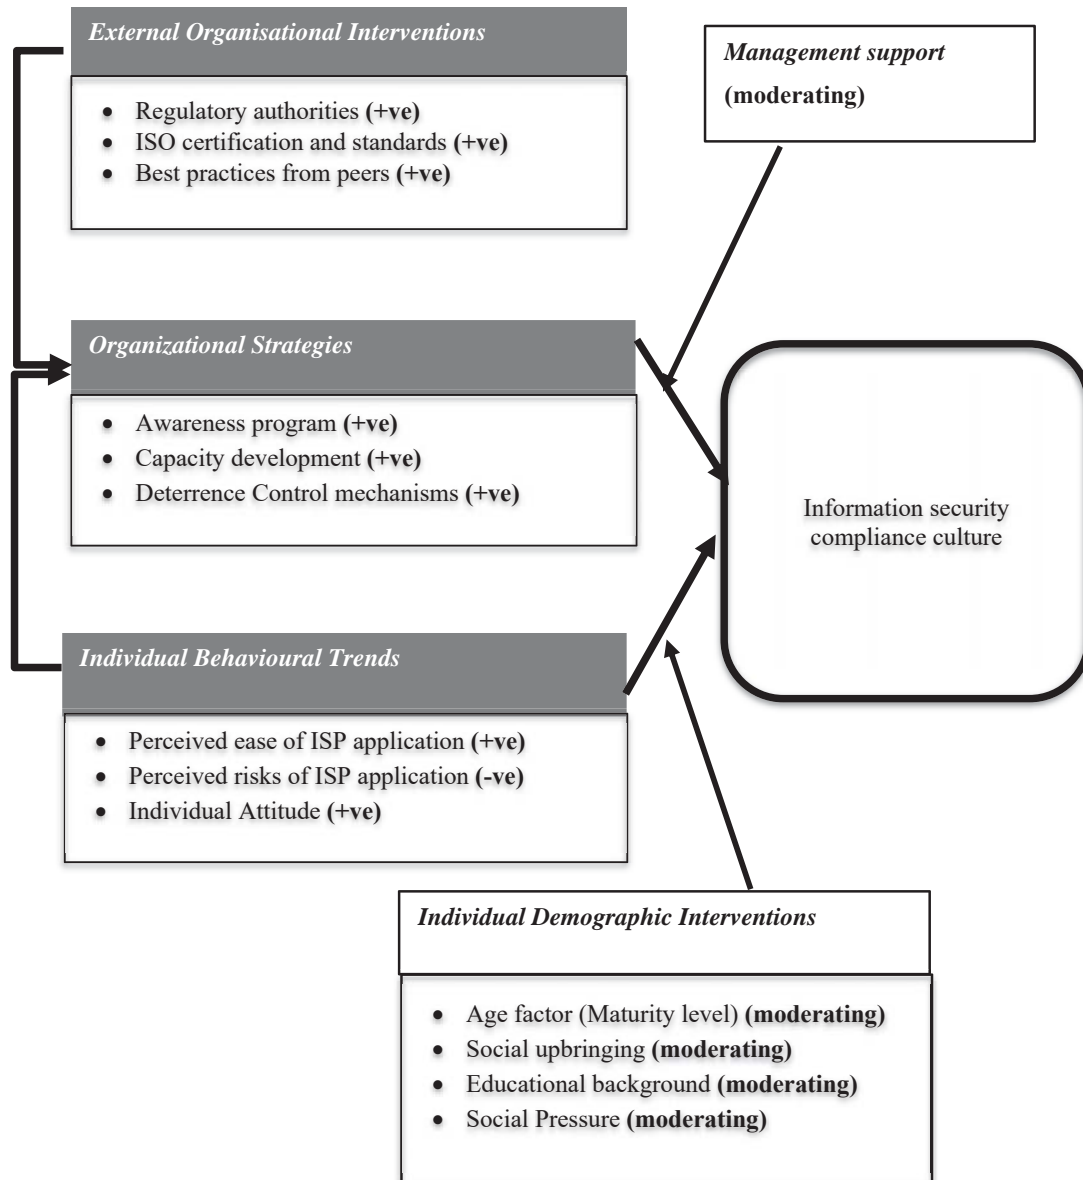 External Organisational Interventions
• Regulatory authorities (+ve)
• ISO certification and standards (+ve)
• Best practices from peers (+ve)
Management support
(moderating)
Organizational Strategies
• Awareness program (+ve)
• Capacity development (+ve)
• Deterrence Control mechanisms (+ve)
Information security
compliance culture
Individual Behavioural Trends
• Perceived ease of ISP application (+ve)
• Perceived risks of ISP application (-ve)
• Individual Attitude (+ve)
Individual Demographic Interventions
• Age factor (Maturity level) (moderating)
• Social upbringing (moderating)
• Educational background (moderating)
• Social Pressure (moderating)